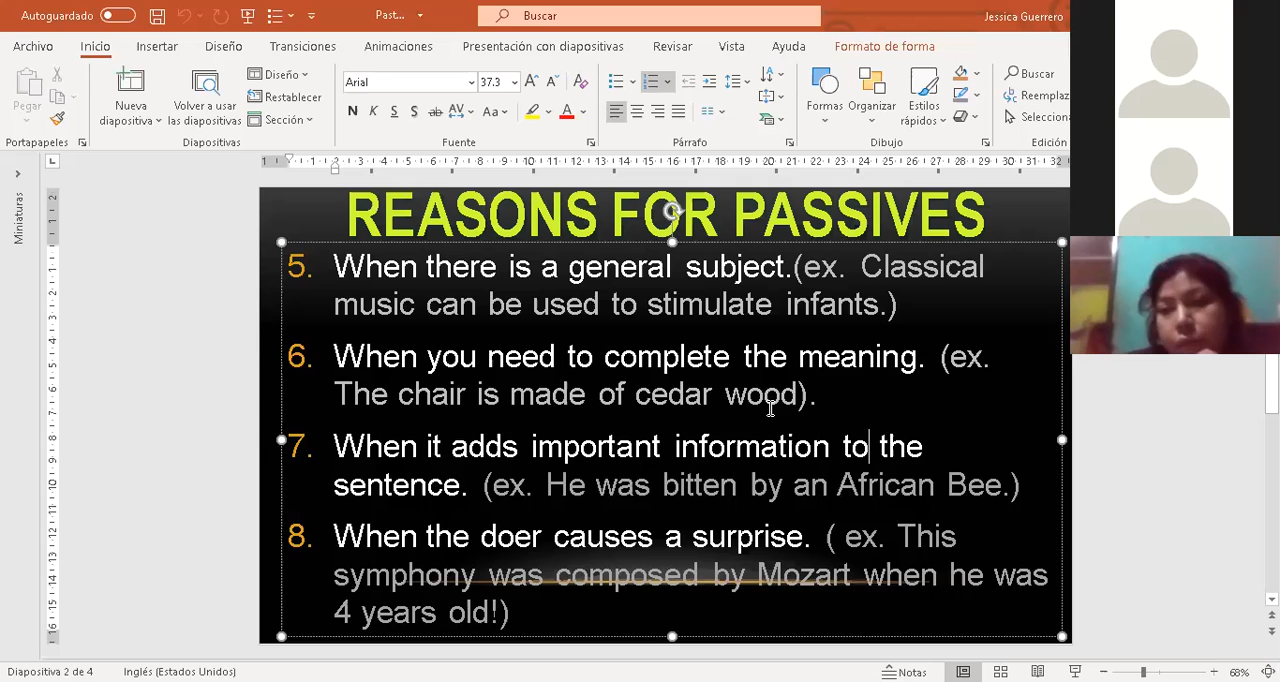 Autoguardado
Past...
Buscar
Jessica Guerrero
Archivo Inicio Insertar Diseño Transiciones Animaciones Presentación con diapositivas Revisar Vista Ayuda Formato de forma
Pegar
Nueva diapositiva
Volver a usar las diapositivas
Diseño
Restablecer
Sección
Arial 37.3
N K S S ab AV Aa A
Formas Organizar Estilos rápidos
Buscar
Reemplaz
Selecciona
Portapapeles Diapositivas Fuente Párrafo Dibujo Edición
Miniaturas
REASONS FOR PASSIVES
5. When there is a general subject.(ex. Classical
music can be used to stimulate infants.)
6. When you need to complete the meaning. (ex.
The chair is made of cedar wood).
7. When it adds important information to the
sentence. (ex. He was bitten by an African Bee.)
8. When the doer causes a surprise. ( ex. This
symphony was composed by Mozart when he was
4 years old!)
Diapositiva 2 de 4 Inglés (Estados Unidos) Notas 68%